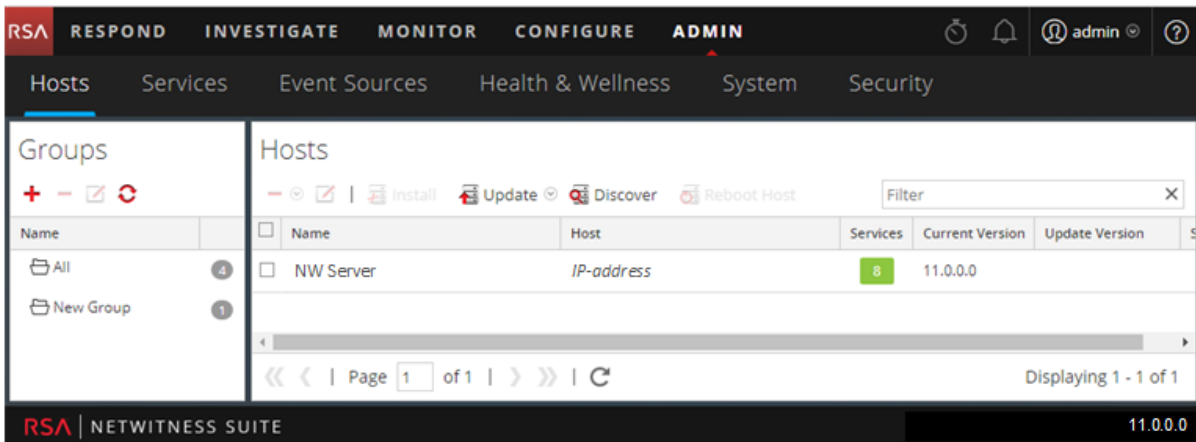 RSA RESPOND INVESTIGATE MONITOR CONFIGURE ADMIN admin ?
Hosts Services Event Sources Health & Wellness System Security
Groups
Name
All 4
New Group 1
Hosts
Install Update Discover Reboot Host Filter
Name Host Services Current Version Update Version S
NW Server IP-address 8 11.0.0.0
Page 1 of 1 Displaying 1 - 1 of 1
RSA NETWITNESS SUITE 11.0.0.0